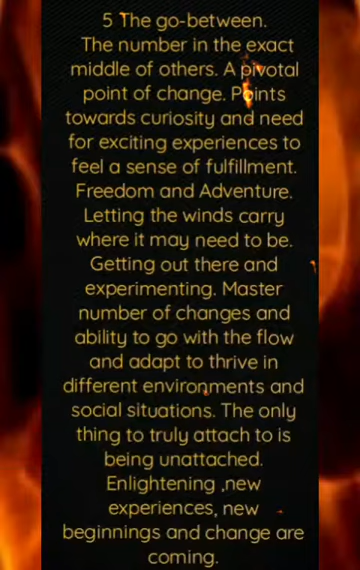 5 The go-between.
The number in the exact
middle of others. A pivotal
point of change. Points
towards curiosity and need
for exciting experiences to
feel a sense of fulfillment.
Freedom and Adventure.
Letting the winds carry
where it may need to be.
Getting out there and
experimenting. Master
number of changes and
ability to go with the flow
and adapt to thrive in
different environments and
social situations. The only
thing to truly attach to is
being unattached.
Enlightening ,new
experiences, new
beginnings and change are
coming.